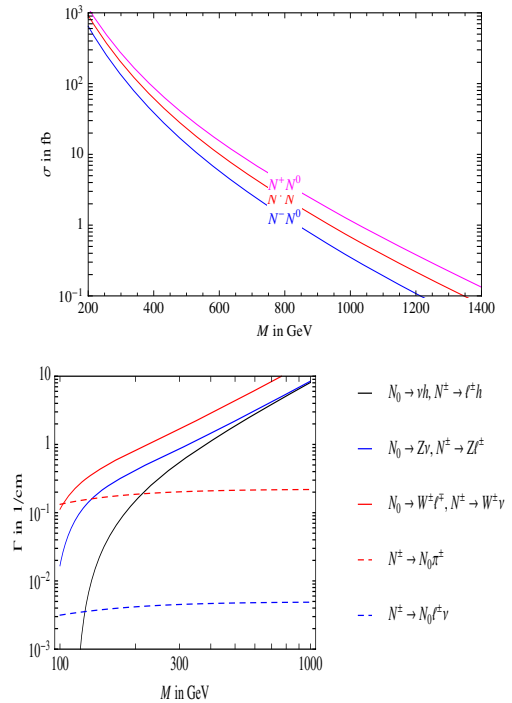 10³
10²
σ in fb
10
1
10⁻¹
N⁺N⁰
N⁻N⁰
200 400 600 800 1000 1200 1400
M in GeV
10
1
10⁻¹
10⁻²
10⁻³
Γ in 1/cm
100 300 1000
M in GeV
N₀ → νh, N± → ℓ±h
N₀ → Zν, N± → Zℓ±
N₀ → W±ℓ∓, N± → W±ν
N± → N₀π±
N± → N₀ℓ±ν